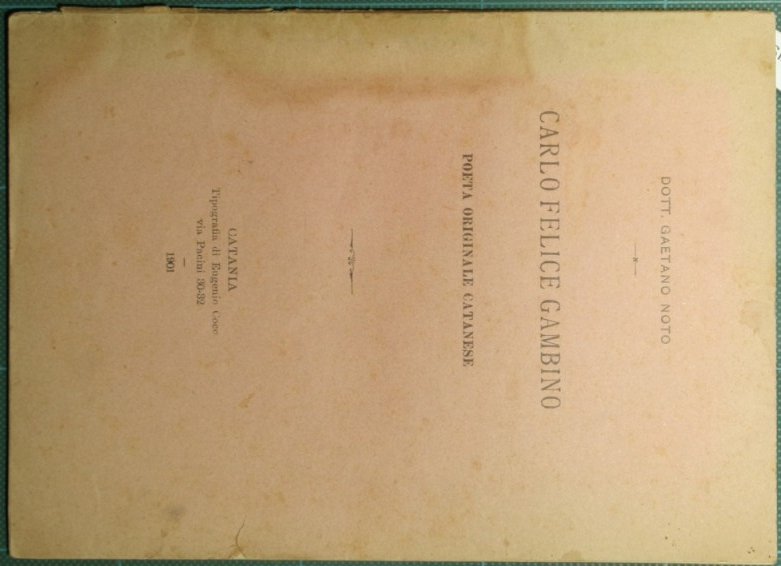 DOTT. GAETANO NOTO
CARLO FELICE GAMBINO
POETA ORIGINALE CATANESE
CATANIA
Tipografia di Eugenio Coco
via Pacini 30-32
—
1901